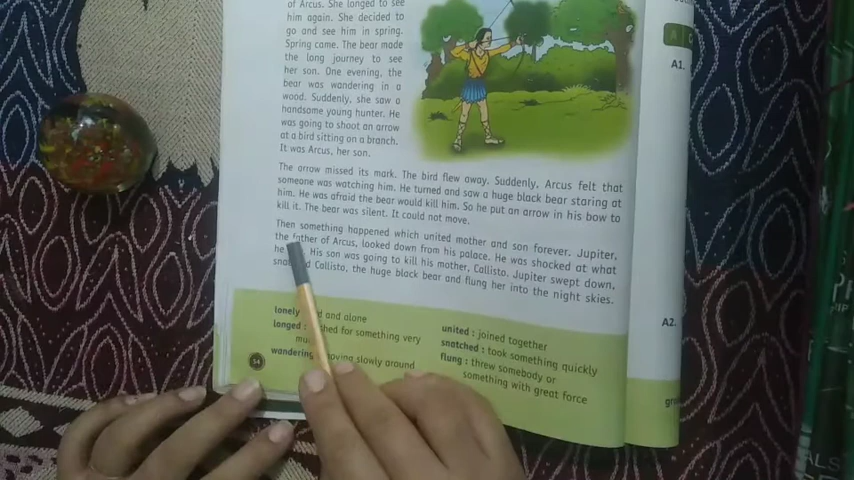 of Arcus. She longed to see
him again. She decided to
go and see him in spring.
Spring came. The bear made
the long journey to see
her son. One evening, the
bear was wandering in a
wood. Suddenly, she saw a
handsome young hunter. He
was going to shoot an arrow
at a bird sitting on a branch.
It was Arcus, her son.
The arrow missed its mark. The bird flew away. Suddenly, Arcus felt that
someone was watching him. He turned and saw a huge black bear staring at
him. He was afraid the bear would kill him. So he put an arrow in his bow to
kill it. The bear was silent. It could not move.
Then something happened which united mother and son forever. Jupiter,
the father of Arcus, looked down from his palace. He was shocked at what
he His son was going to kill his mother, Callisto. Jupiter swept down,
Callisto, the huge black bear and flung her into the night skies.
lonely and alone
longed : for something very
wandering moving slowly around
united : joined together
snatched : took something quickly
flung : threw somebody or
something with great force
54
A
A1.
A2.